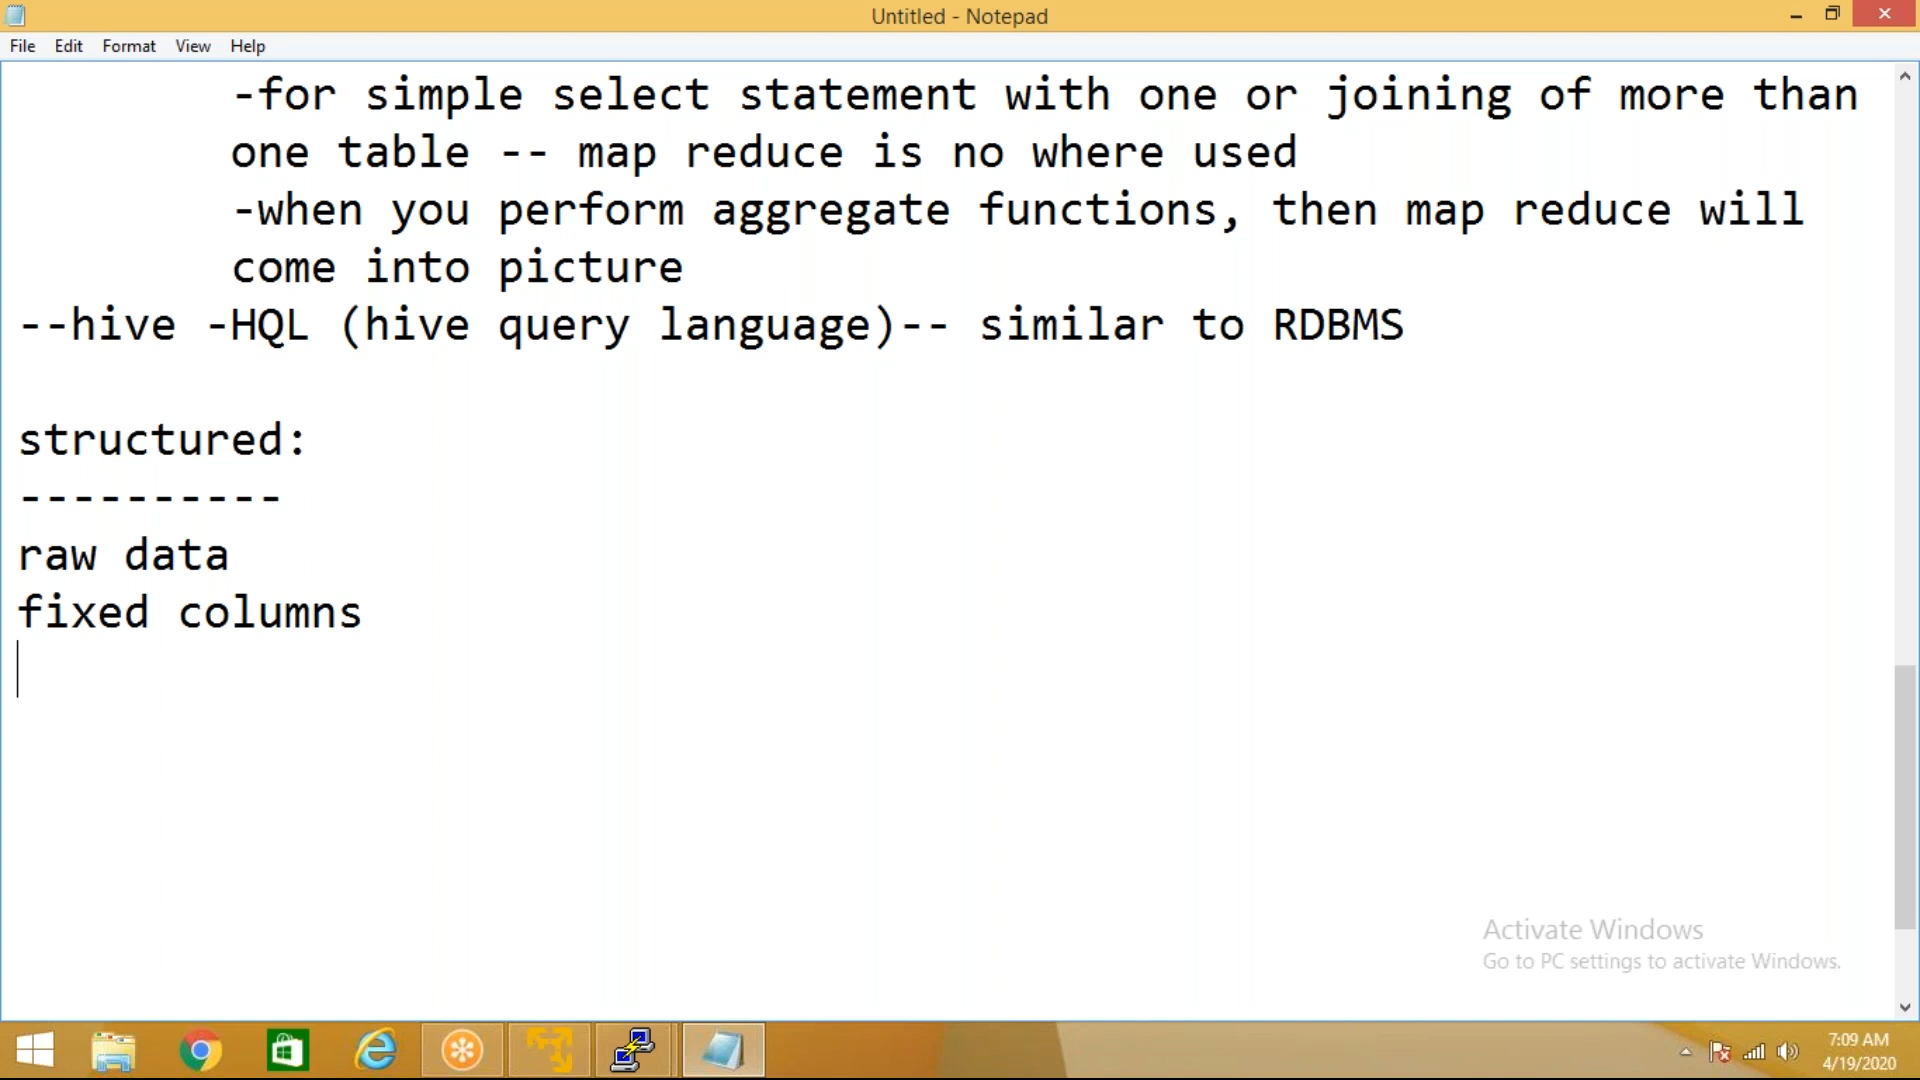 Untitled - Notepad
File Edit Format View Help
-for simple select statement with one or joining of more than
one table -- map reduce is no where used
-when you perform aggregate functions, then map reduce will
come into picture
--hive -HQL (hive query language)-- similar to RDBMS
structured:
----------
raw data
fixed columns
Activate Windows
Go to PC settings to activate Windows.
7:09 AM
4/19/2020